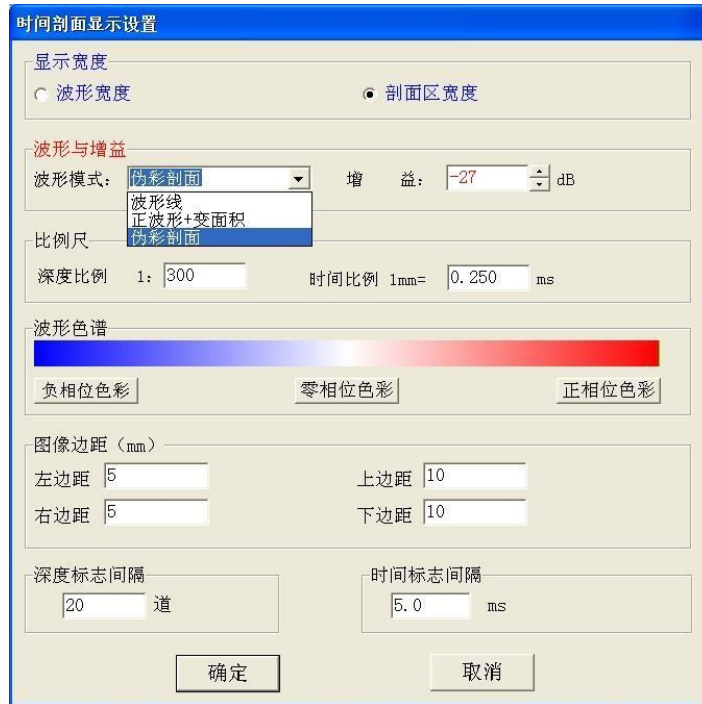 时间剖面显示设置
显示宽度
波形宽度 剖面区宽度
波形与增益
波形模式： 伪彩剖面 增 益： -27 dB
波形线
正波形+变面积
伪彩剖面
比例尺
深度比例 1: 300 时间比例 1mm= 0.250 ms
波形色谱
负相位色彩 零相位色彩 正相位色彩
图像边距（mm）
左边距 5 上边距 10
右边距 5 下边距 10
深度标志间隔 时间标志间隔
20 道 5.0 ms
确定 取消